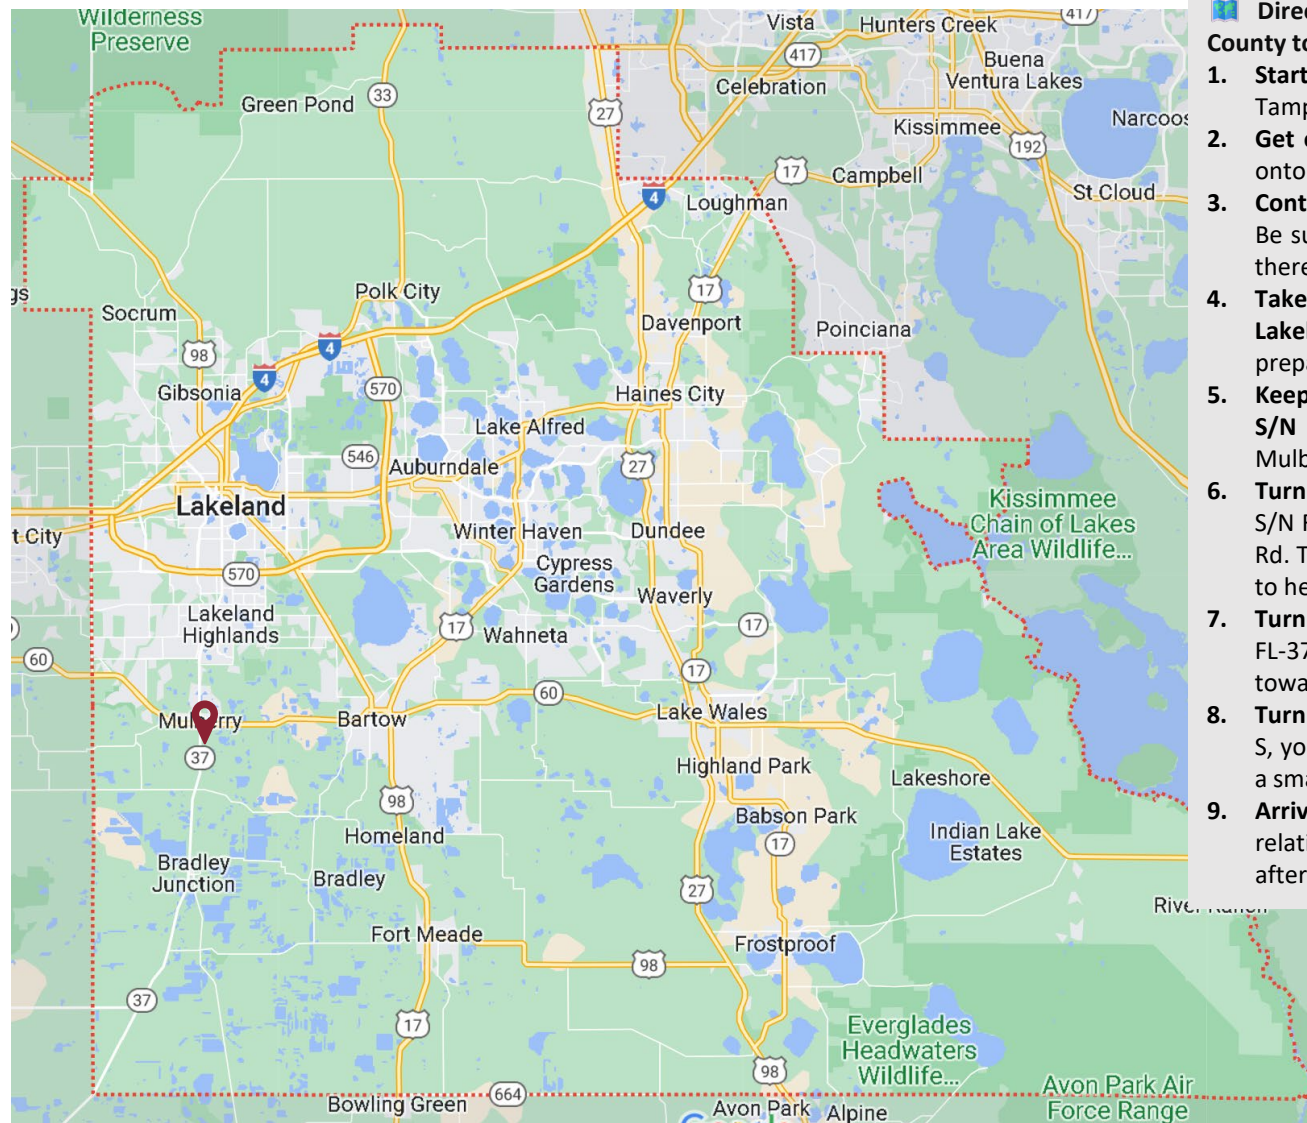 Wilderness
Preserve
Vista
Hunters Creek
417
417
Buena
Ventura Lakes
Celebration
Green Pond
33
27
Narcoos
Kissimmee
192
17
Campbell
St Cloud
4
Loughman
Polk City
17
gs
Socrum
Davenport
Poinciana
98
4
4
Gibsonia
570
Haines City
Lake Alfred
546
Auburndale
27
Lakeland
Kissimmee
Chain of Lakes
Area Wildlife...
t City
Winter Haven
Dundee
Cypress
Gardens
570
Waverly
Lakeland
Highlands
17
Wahneta
17
60
17
60
Mulberry
Bartow
Lake Wales
37
Highland Park
Lakeshore
98
Babson Park
Homeland
Indian Lake
Estates
17
Bradley
Junction
Bradley
27
River Ranch
Fort Meade
Frostproof
98
37
17
Everglades
Headwaters
Wildlife...
98
Avon Park Air
Force Range
664
Bowling Green
Avon Park
Alpine
Direc
County to
1. Start
Tamp
2. Get
onto
3. Cont
Be su
there
4. Take
Lake
prepa
5. Keep
S/N
Mulb
6. Turn
S/N F
Rd. T
to he
7. Turn
FL-37
towa
8. Turn
S, yo
a sma
9. Arriv
relati
after